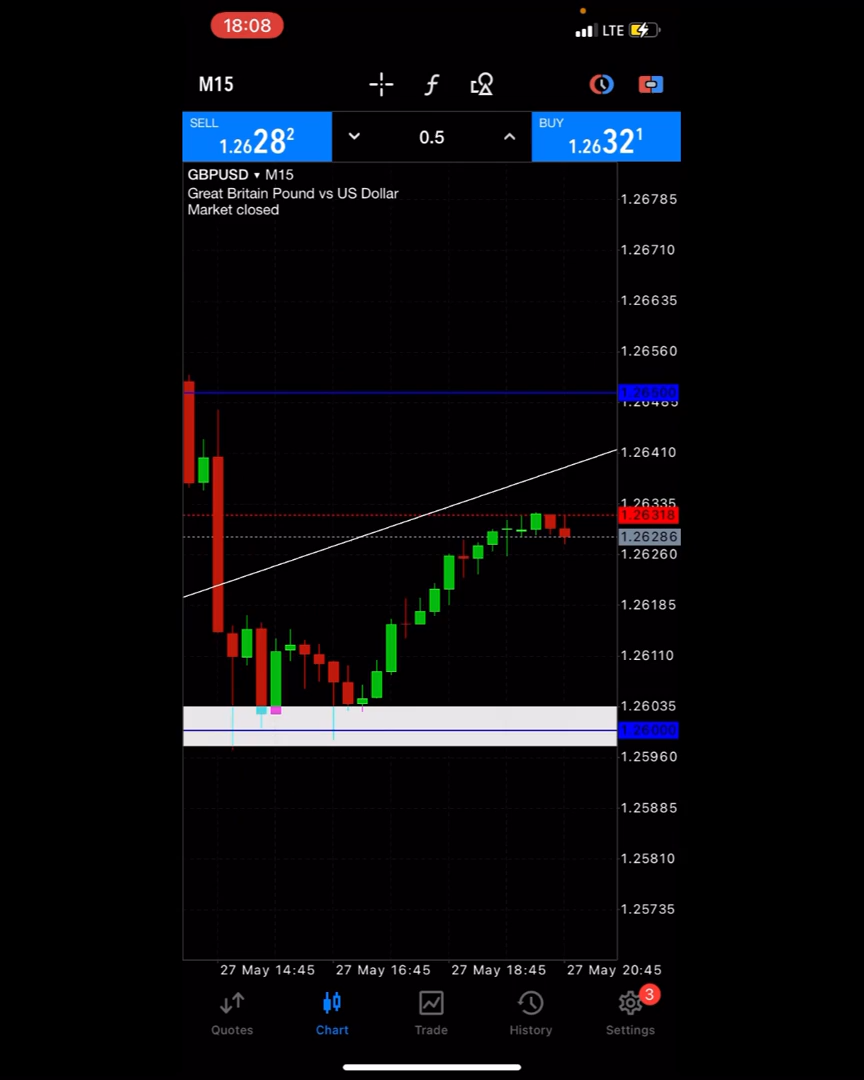 18:08
LTE
M15
f
SELL
1.26282
0.5
BUY
1.26321
GBPUSD ▾ M15
Great Britain Pound vs US Dollar
Market closed
1.26785
1.26710
1.26635
1.26560
1.26500
1.26485
1.26410
1.26335
1.26318
1.26286
1.26260
1.26185
1.26110
1.26035
1.26000
1.25960
1.25885
1.25810
1.25735
27 May 14:45
27 May 16:45
27 May 18:45
27 May 20:45
3
Quotes
Chart
Trade
History
Settings